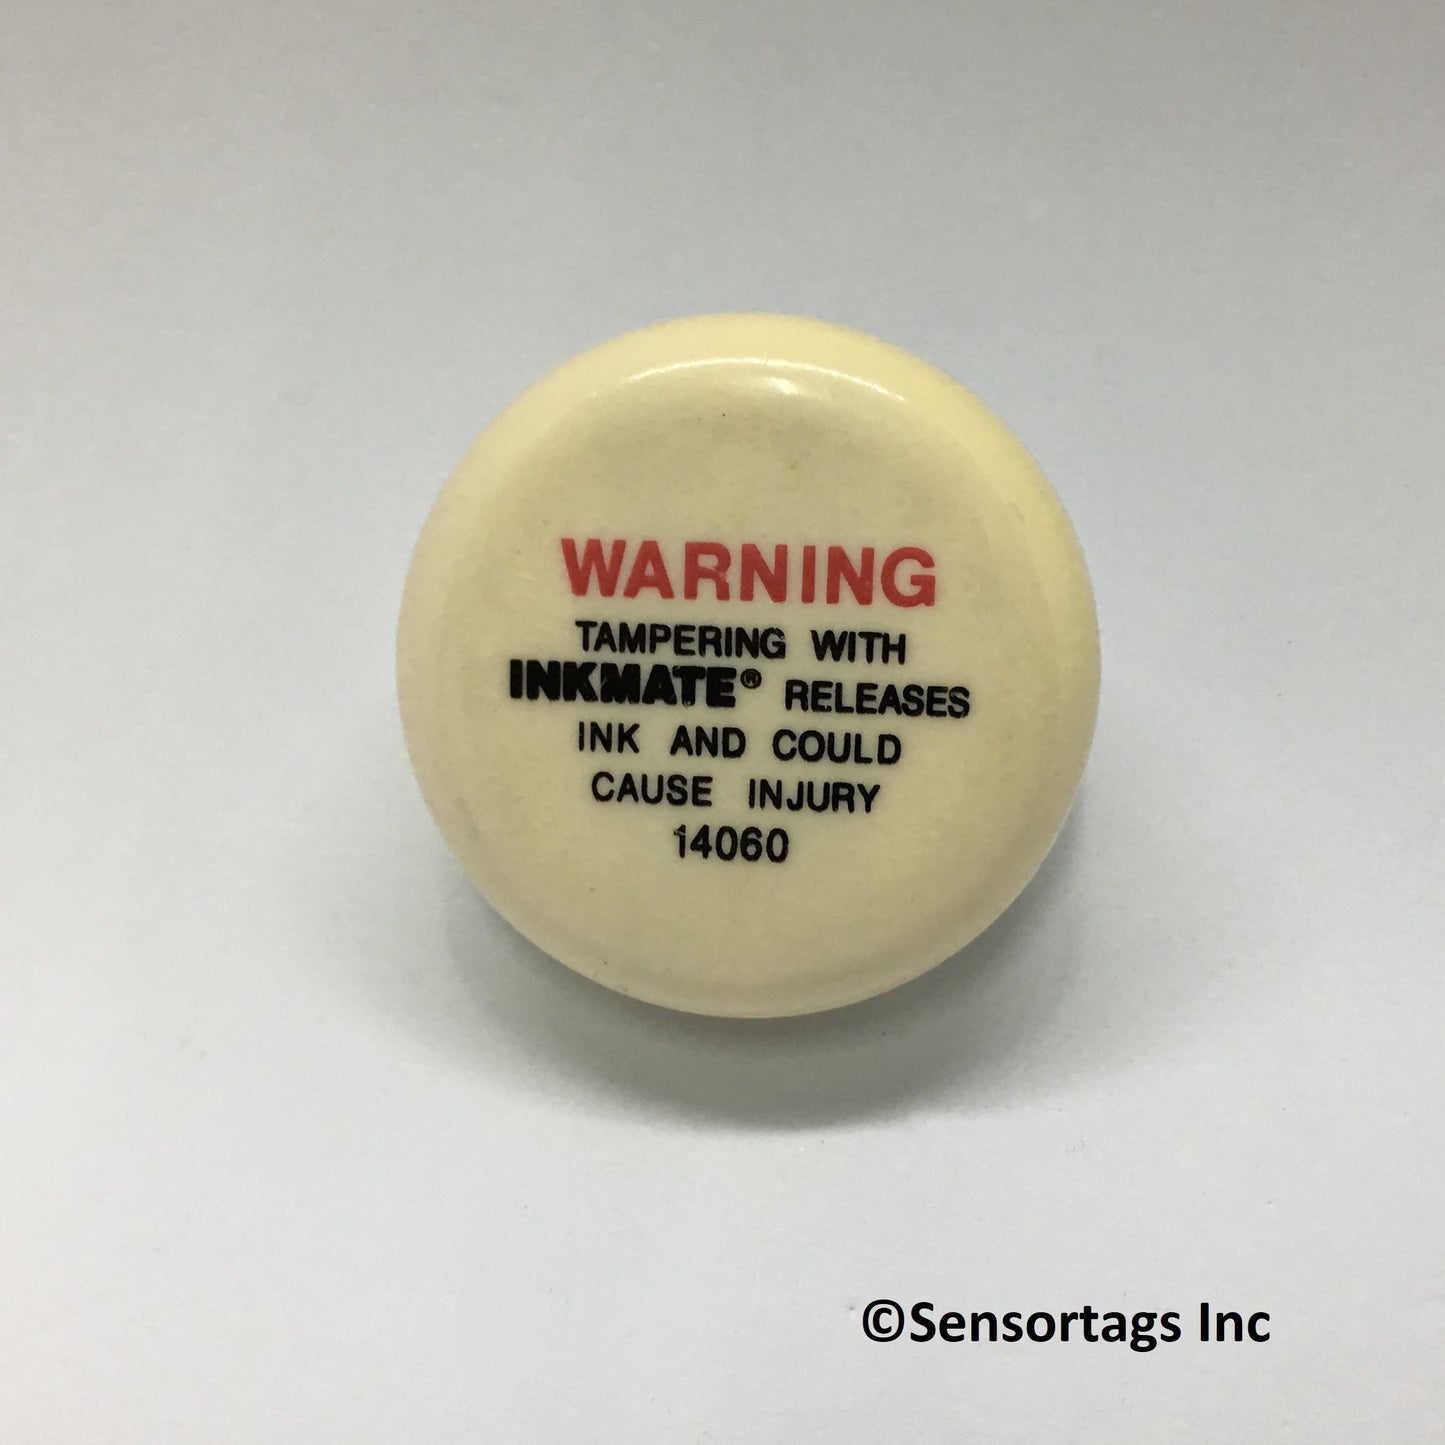 WARNING
TAMPERING WITH
INKMATE® RELEASES
INK AND COULD
CAUSE INJURY
14060
©Sensortags Inc